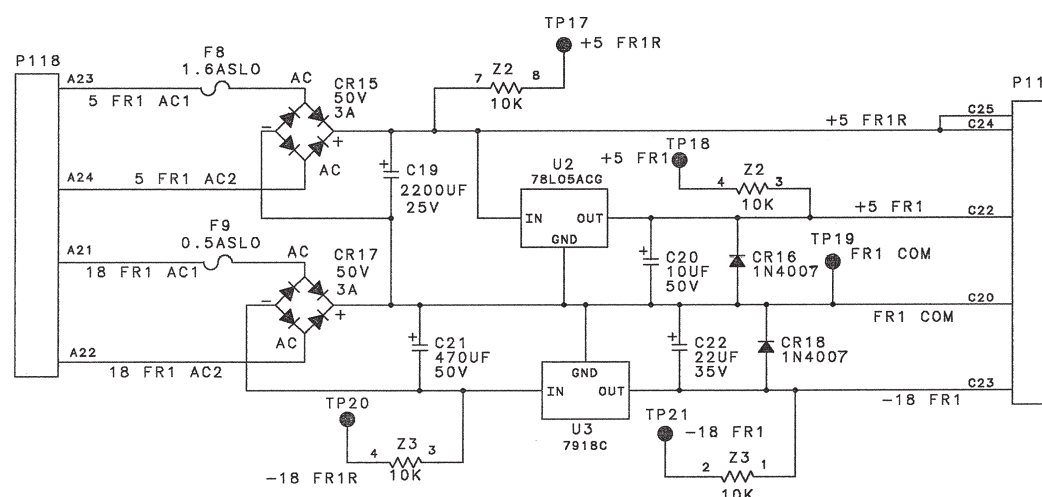 TP17
+5 FR1R
F8
1.6ASLO
P118
A23
5 FR1 AC1
AC
CR15
50V
3A
7 Z2 8
10K
P11
C25
C24
+5 FR1R
-
+
AC
A24
5 FR1 AC2
+
C19
2200UF
25V
U2
78L05ACG
+5 FR1
TP18
4 Z2 3
10K
IN OUT
GND
+5 FR1
C22
F9
0.5ASLO
A21
18 FR1 AC1
AC
CR17
50V
3A
+
C20
10UF
50V
CR16
1N4007
TP19
FR1 COM
-
+
C20
FR1 COM
AC
A22
18 FR1 AC2
+
C21
470UF
50V
GND
IN OUT
+
C22
22UF
35V
CR18
1N4007
C23
-18 FR1
TP20
U3
7918C
TP21
-18 FR1
4 Z3 3
10K
-18 FR1R
2 Z3 1
10K